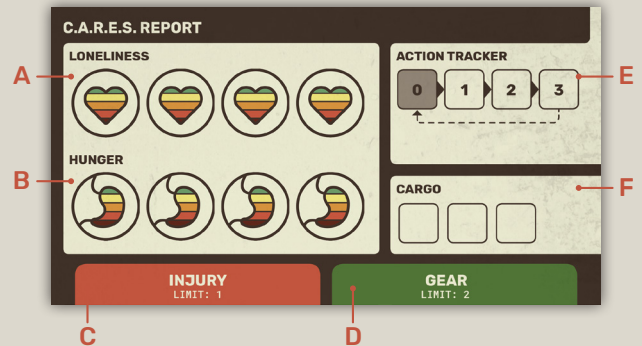 C.A.R.E.S. REPORT
LONELINESS
A
HUNGER
B
ACTION TRACKER
0 1 2 3
E
CARGO
F
INJURY
LIMIT: 1
C
GEAR
LIMIT: 2
D